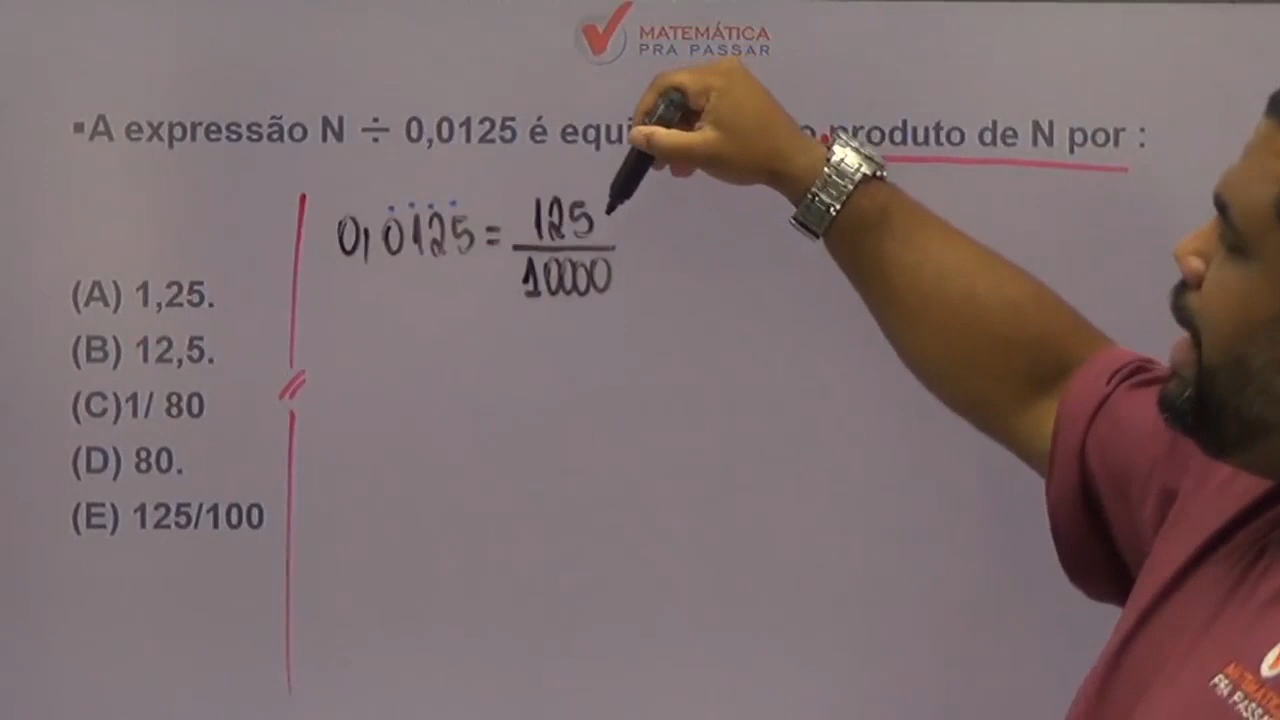 MATEMÁTICA
PRA PASSAR
▪A expressão N ÷ 0,0125 é equi produto de N por :
0,0125 = 125
10000
(A) 1,25.
(B) 12,5.
(C)1/ 80
(D) 80.
(E) 125/100